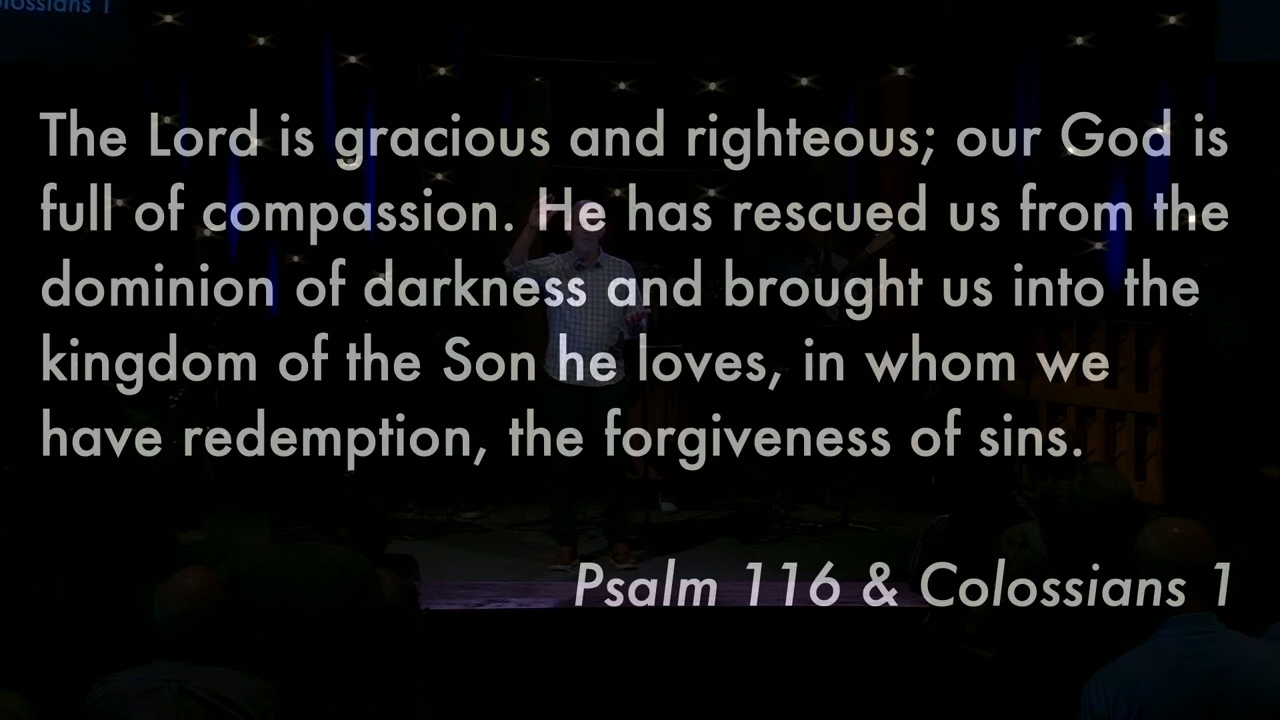 olossians 1
The Lord is gracious and righteous; our God is
full of compassion. He has rescued us from the
dominion of darkness and brought us into the
kingdom of the Son he loves, in whom we
have redemption, the forgiveness of sins.
Psalm 116 & Colossians 1